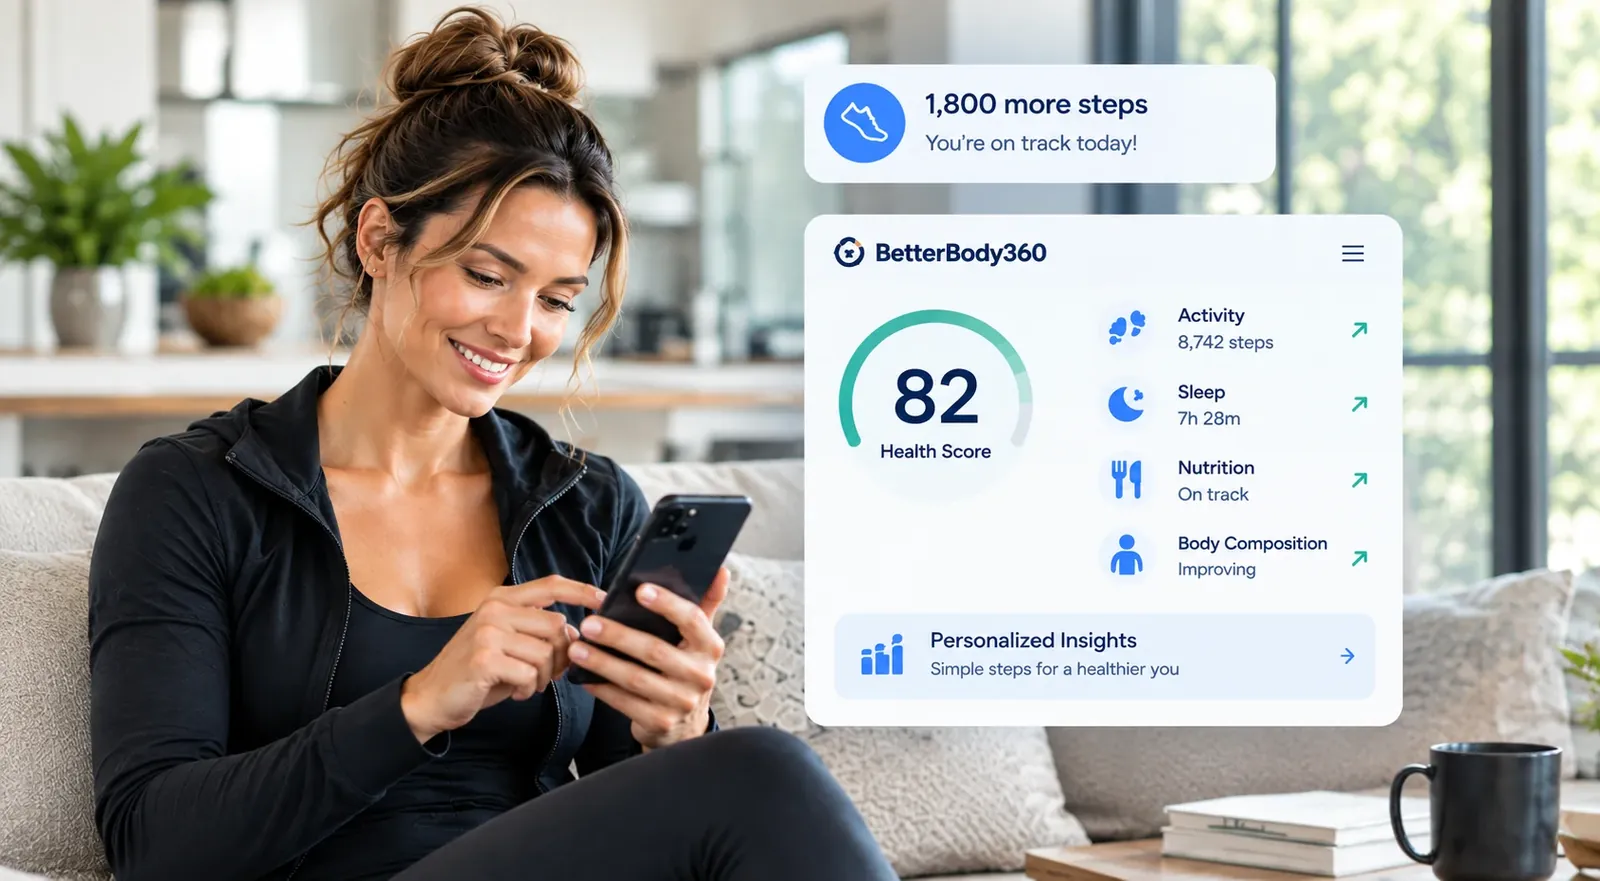 1,800 more steps
You're on track today!
BetterBody360
82
Health Score
Activity
8,742 steps
Sleep
7h 28m
Nutrition
On track
Body Composition
Improving
Personalized Insights
Simple steps for a healthier you